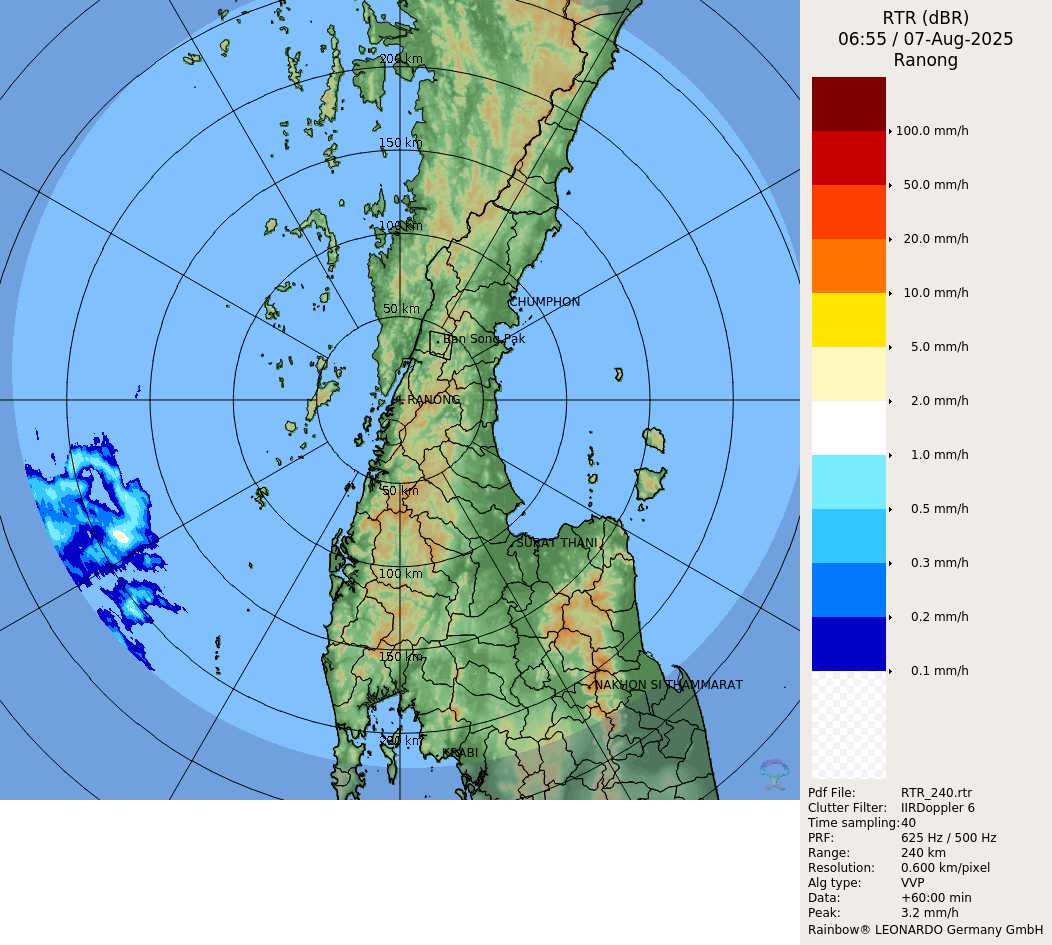 RTR (dBR)
06:55 / 07-Aug-2025
Ranong
100.0 mm/h
50.0 mm/h
20.0 mm/h
10.0 mm/h
5.0 mm/h
2.0 mm/h
1.0 mm/h
0.5 mm/h
0.3 mm/h
0.2 mm/h
0.1 mm/h
200 km
150 km
100 km
50 km
CHUMPHON
Ban Song Pak
RANONG
50 km
SURAT THANI
100 km
150 km
NAKHON SI THAMMARAT
200 km
KRABI
Pdf File: RTR_240.rtr
Clutter Filter: IIRDoppler 6
Time sampling:40
PRF: 625 Hz / 500 Hz
Range: 240 km
Resolution: 0.600 km/pixel
Alg type: VVP
Data: +60:00 min
Peak: 3.2 mm/h
Rainbow® LEONARDO Germany GmbH